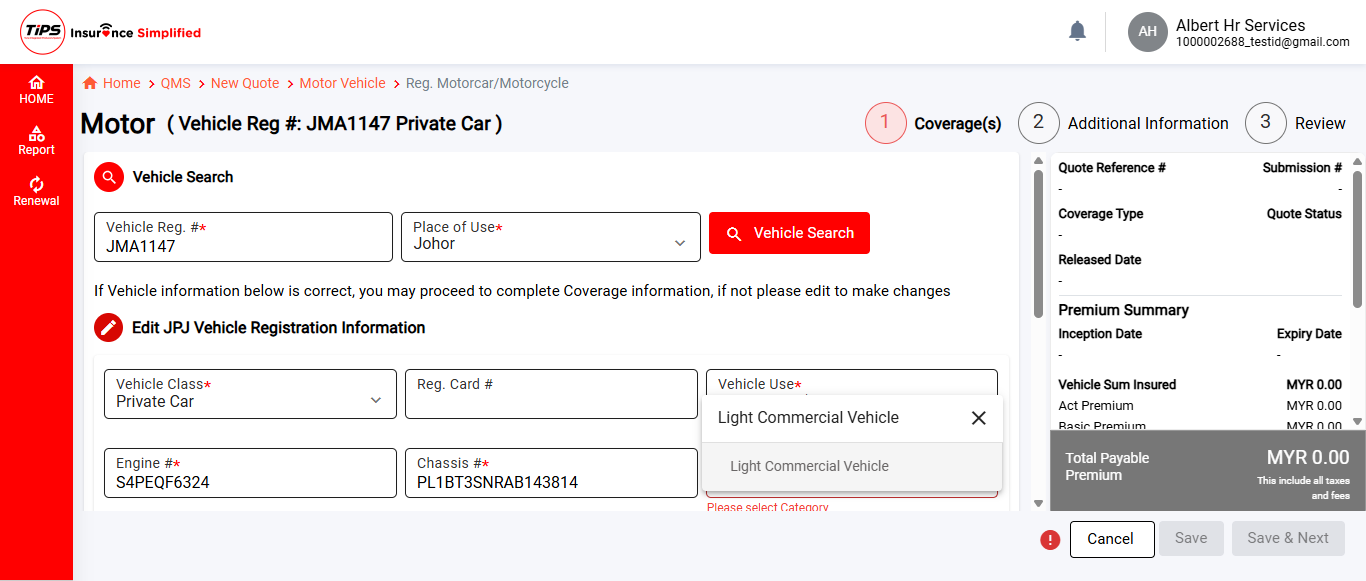 TiPS Insurance Simplified
Albert Hr Services
AH
1000002688_testid@gmail.com
HOME
Report
Renewal
Home > QMS > New Quote > Motor Vehicle > Reg. Motorcar/Motorcycle
Motor ( Vehicle Reg #: JMA1147 Private Car )
1 Coverage(s) 2 Additional Information 3 Review
Vehicle Search
Vehicle Reg. #*
JMA1147
Place of Use*
Johor
Vehicle Search
If Vehicle information below is correct, you may proceed to complete Coverage information, if not please edit to make changes
Edit JPJ Vehicle Registration Information
Vehicle Class*
Private Car
Reg. Card #
Vehicle Use*
Light Commercial Vehicle
Light Commercial Vehicle
Engine #*
S4PEQF6324
Chassis #*
PL1BT3SNRAB143814
Please select Category
Quote Reference # Submission #
- -
Coverage Type Quote Status
-
Released Date
-
Premium Summary
Inception Date Expiry Date
- -
Vehicle Sum Insured MYR 0.00
Act Premium MYR 0.00
Basic Premium MYR 0.00
Total Payable Premium MYR 0.00
This include all taxes
and fees
Cancel Save Save & Next